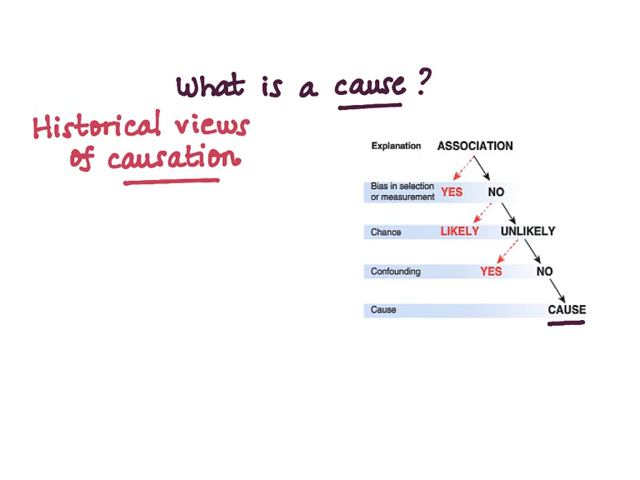 What is a cause?
Historical views
of causation
Explanation ASSOCIATION
Bias in selection
or measurement YES NO
Chance LIKELY UNLIKELY
Confounding YES NO
Cause CAUSE